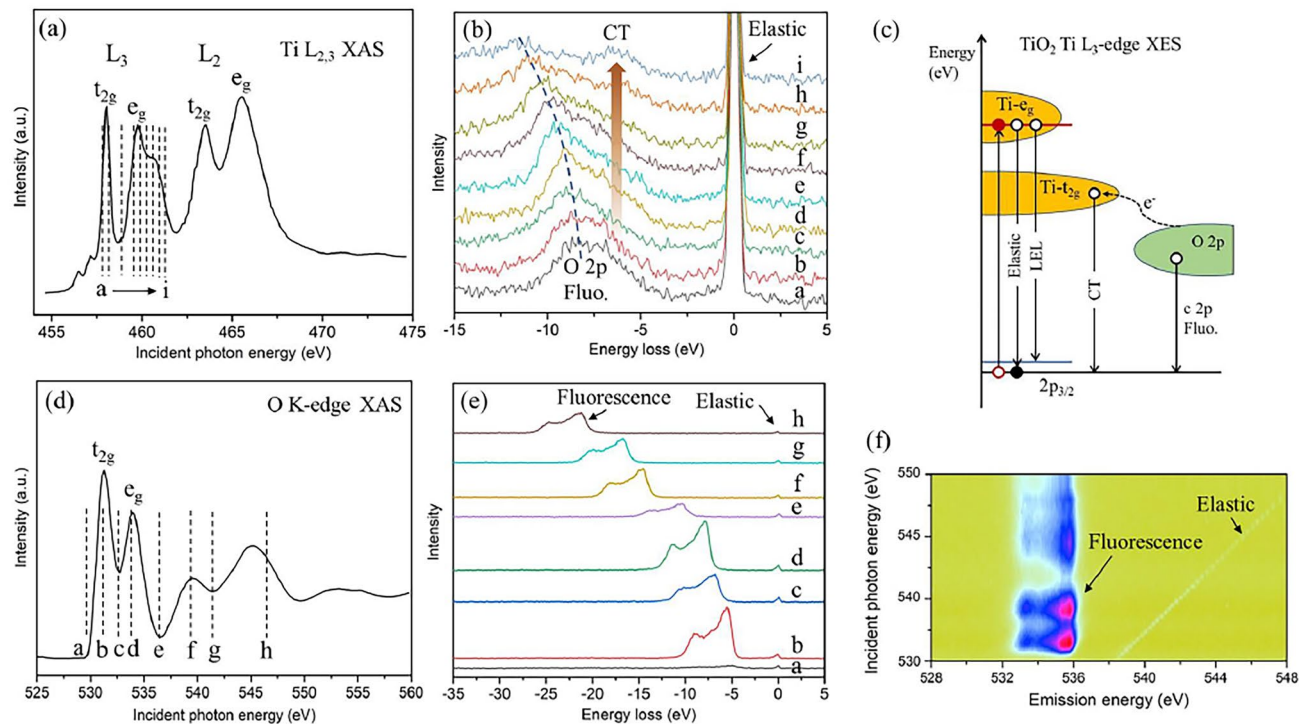 (a)
Ti L2,3 XAS
L3
L2
t2g
eg
t2g
eg
a
i
Intensity (a.u.)
455
460
465
470
475
Incident photon energy (eV)
(b)
CT
Elastic
i
h
g
f
e
d
c
b
a
O 2p
Fluo.
Intensity
-15
-10
-5
0
5
Energy loss (eV)
(c)
Energy
(eV)
TiO2 Ti L3-edge XES
Ti-eg
Ti-t2g
e-
O 2p
Elastic
LEL
CT
c 2p
Fluo.
2p3/2
(d)
O K-edge XAS
t2g
eg
a
b
c
d
e
f
g
h
Intensity (a.u.)
525
530
535
540
545
550
555
560
Incident photon energy (eV)
(e)
Fluorescence
Elastic
h
g
f
e
d
c
b
a
Intensity
-35
-30
-25
-20
-15
-10
-5
0
5
Energy loss (eV)
(f)
Incident photon energy (eV)
550
545
540
530
Elastic
Fluorescence
528
532
536
540
544
548
Emission energy (eV)